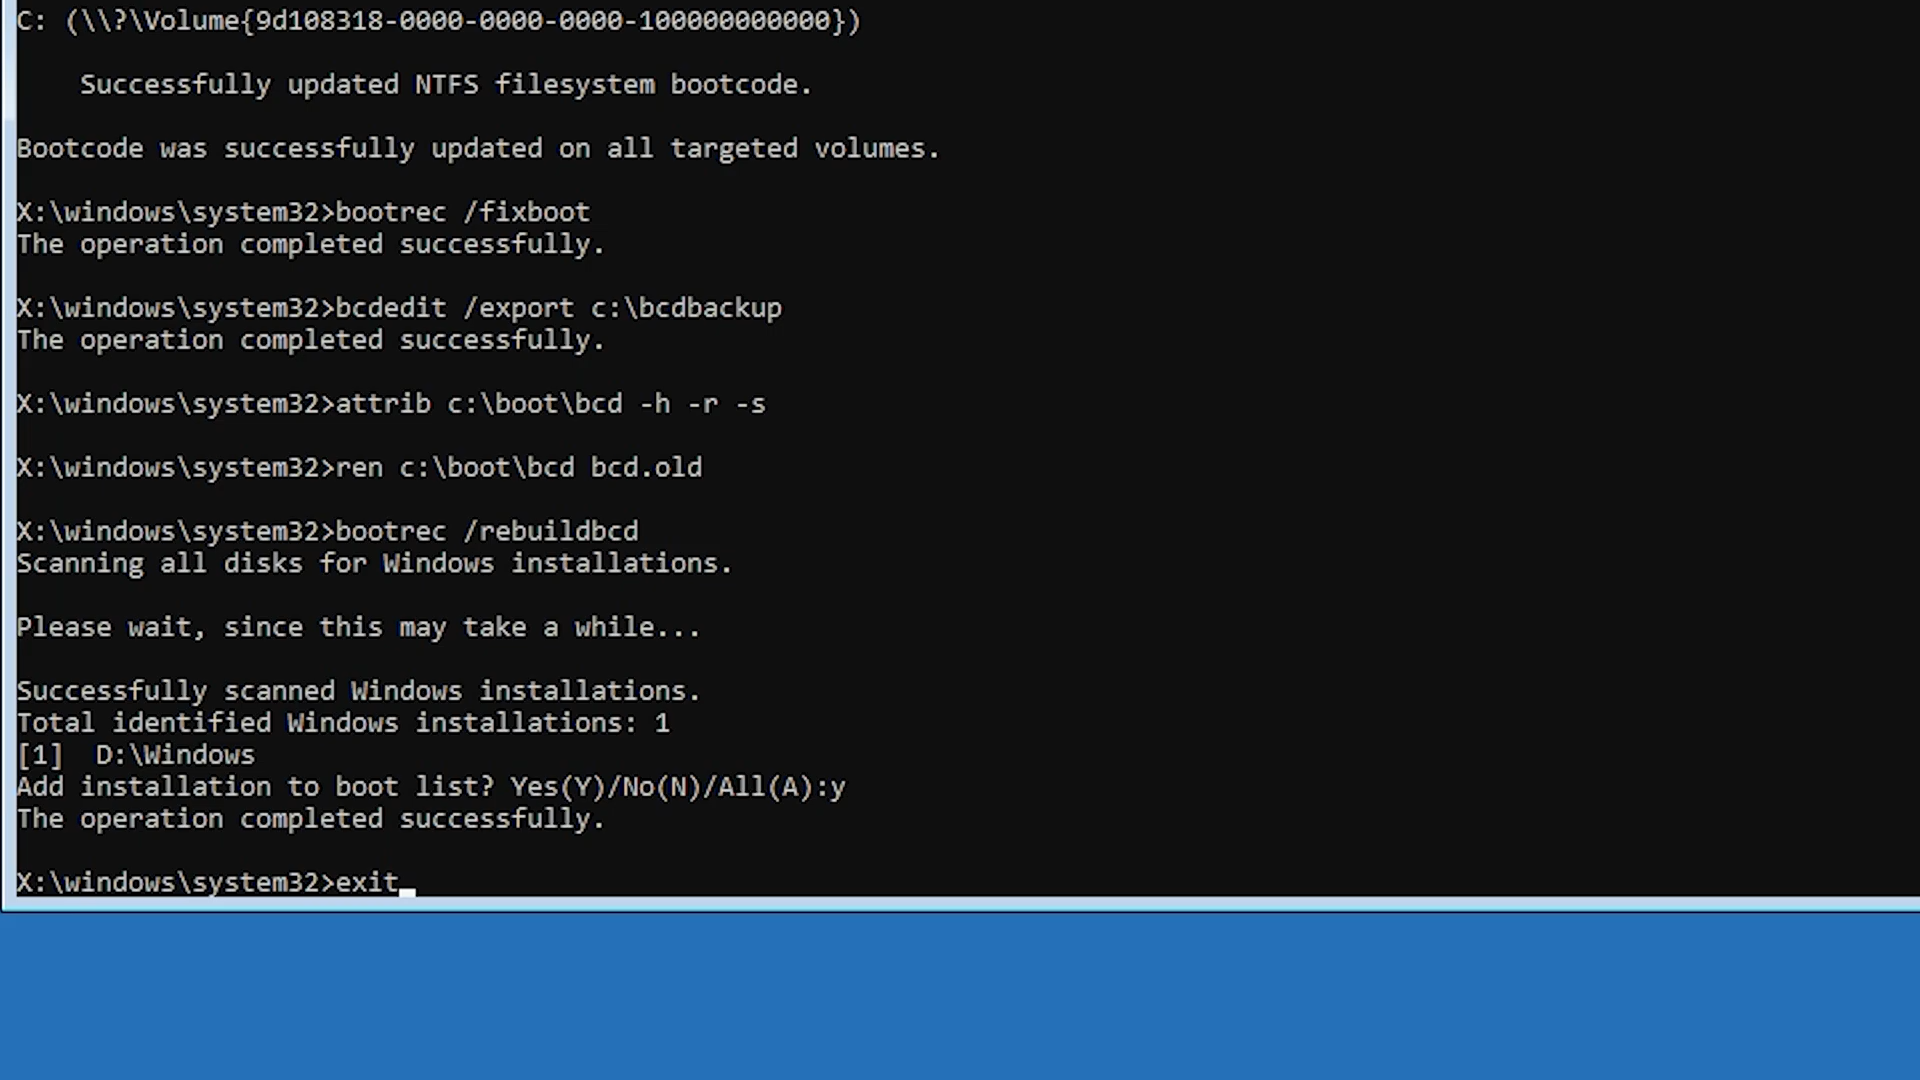 C: (\\?\Volume{9d108318-0000-0000-0000-100000000000})
Successfully updated NTFS filesystem bootcode.
Bootcode was successfully updated on all targeted volumes.
X:\windows\system32>bootrec /fixboot
The operation completed successfully.
X:\windows\system32>bcdedit /export c:\bcdbackup
The operation completed successfully.
X:\windows\system32>attrib c:\boot\bcd -h -r -s
X:\windows\system32>ren c:\boot\bcd bcd.old
X:\windows\system32>bootrec /rebuildbcd
Scanning all disks for Windows installations.
Please wait, since this may take a while...
Successfully scanned Windows installations.
Total identified Windows installations: 1
[1]  D:\Windows
Add installation to boot list? Yes(Y)/No(N)/All(A):y
The operation completed successfully.
X:\windows\system32>exit